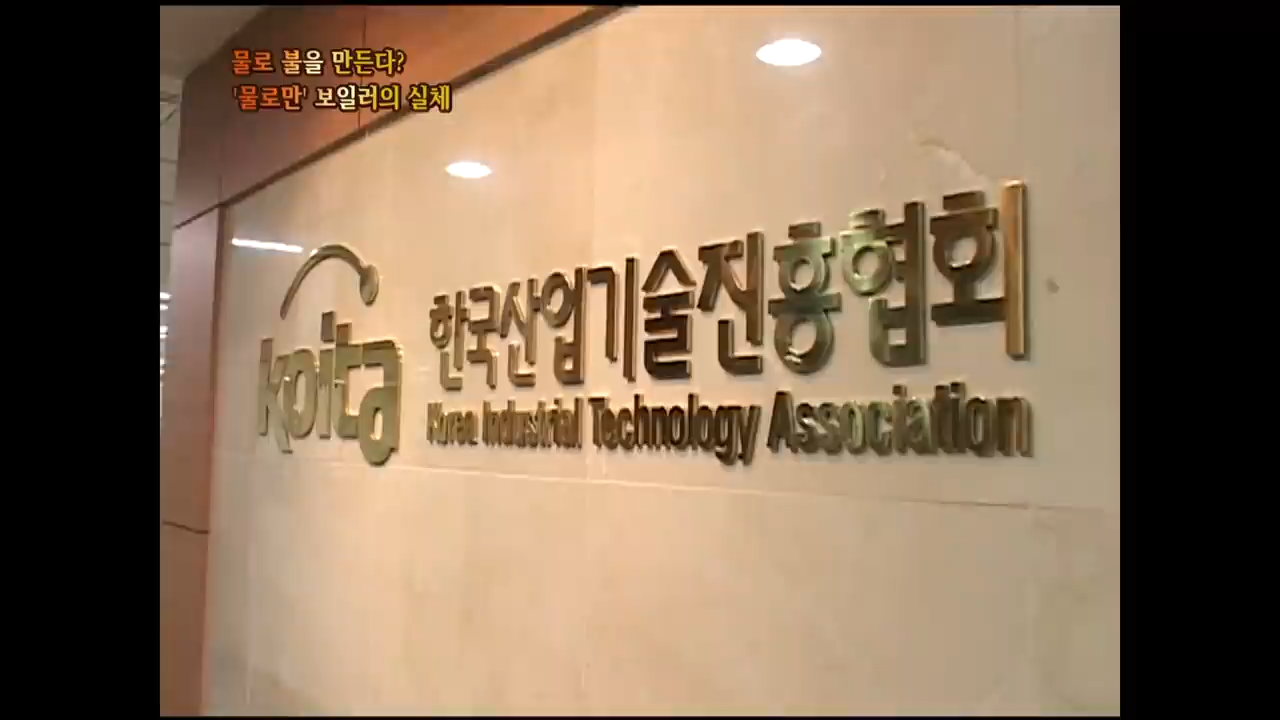 물로 불을 만든다?
'물로만' 보일러의 실체
koita
한국산업기술진흥협회
Korea Industrial Technology Association